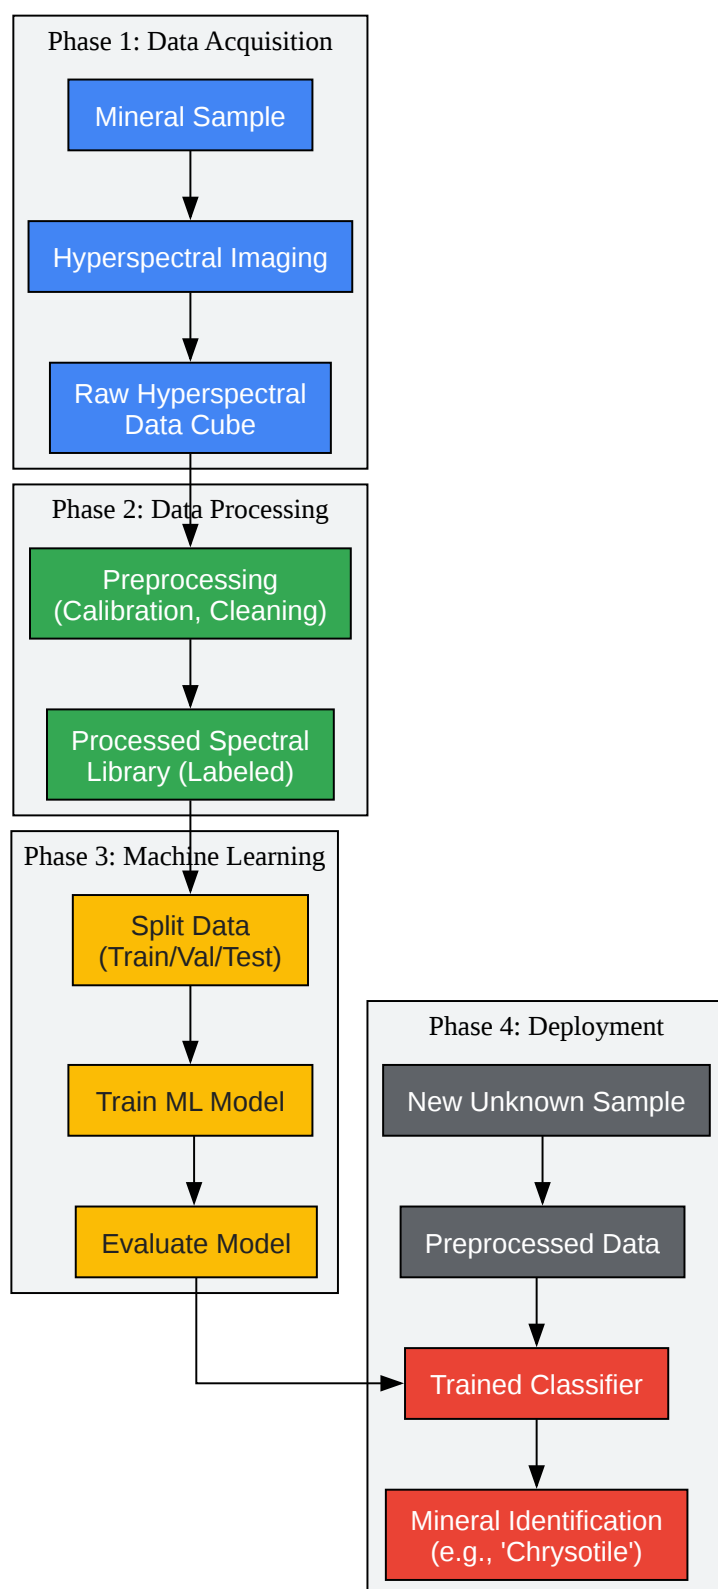 Phase 1: Data Acquisition
Mineral Sample
Hyperspectral Imaging
Raw Hyperspectral
Data Cube
Phase 2: Data Processing
Preprocessing
(Calibration, Cleaning)
Processed Spectral
Library (Labeled)
Phase 3: Machine Learning
Split Data
(Train/Val/Test)
Train ML Model
Evaluate Model
Phase 4: Deployment
New Unknown Sample
Preprocessed Data
Trained Classifier
Mineral Identification
(e.g., 'Chrysotile')